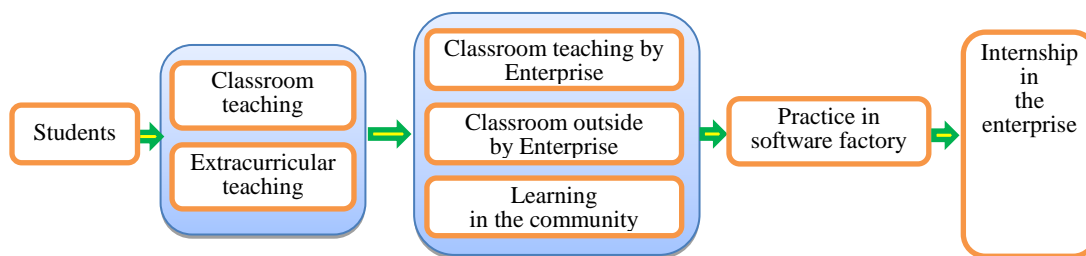 Students
Classroom
teaching
Extracurricular
teaching
Classroom teaching by
Enterprise
Classroom outside
by Enterprise
Learning
in the community
Practice in
software factory
Internship
in
the
enterprise